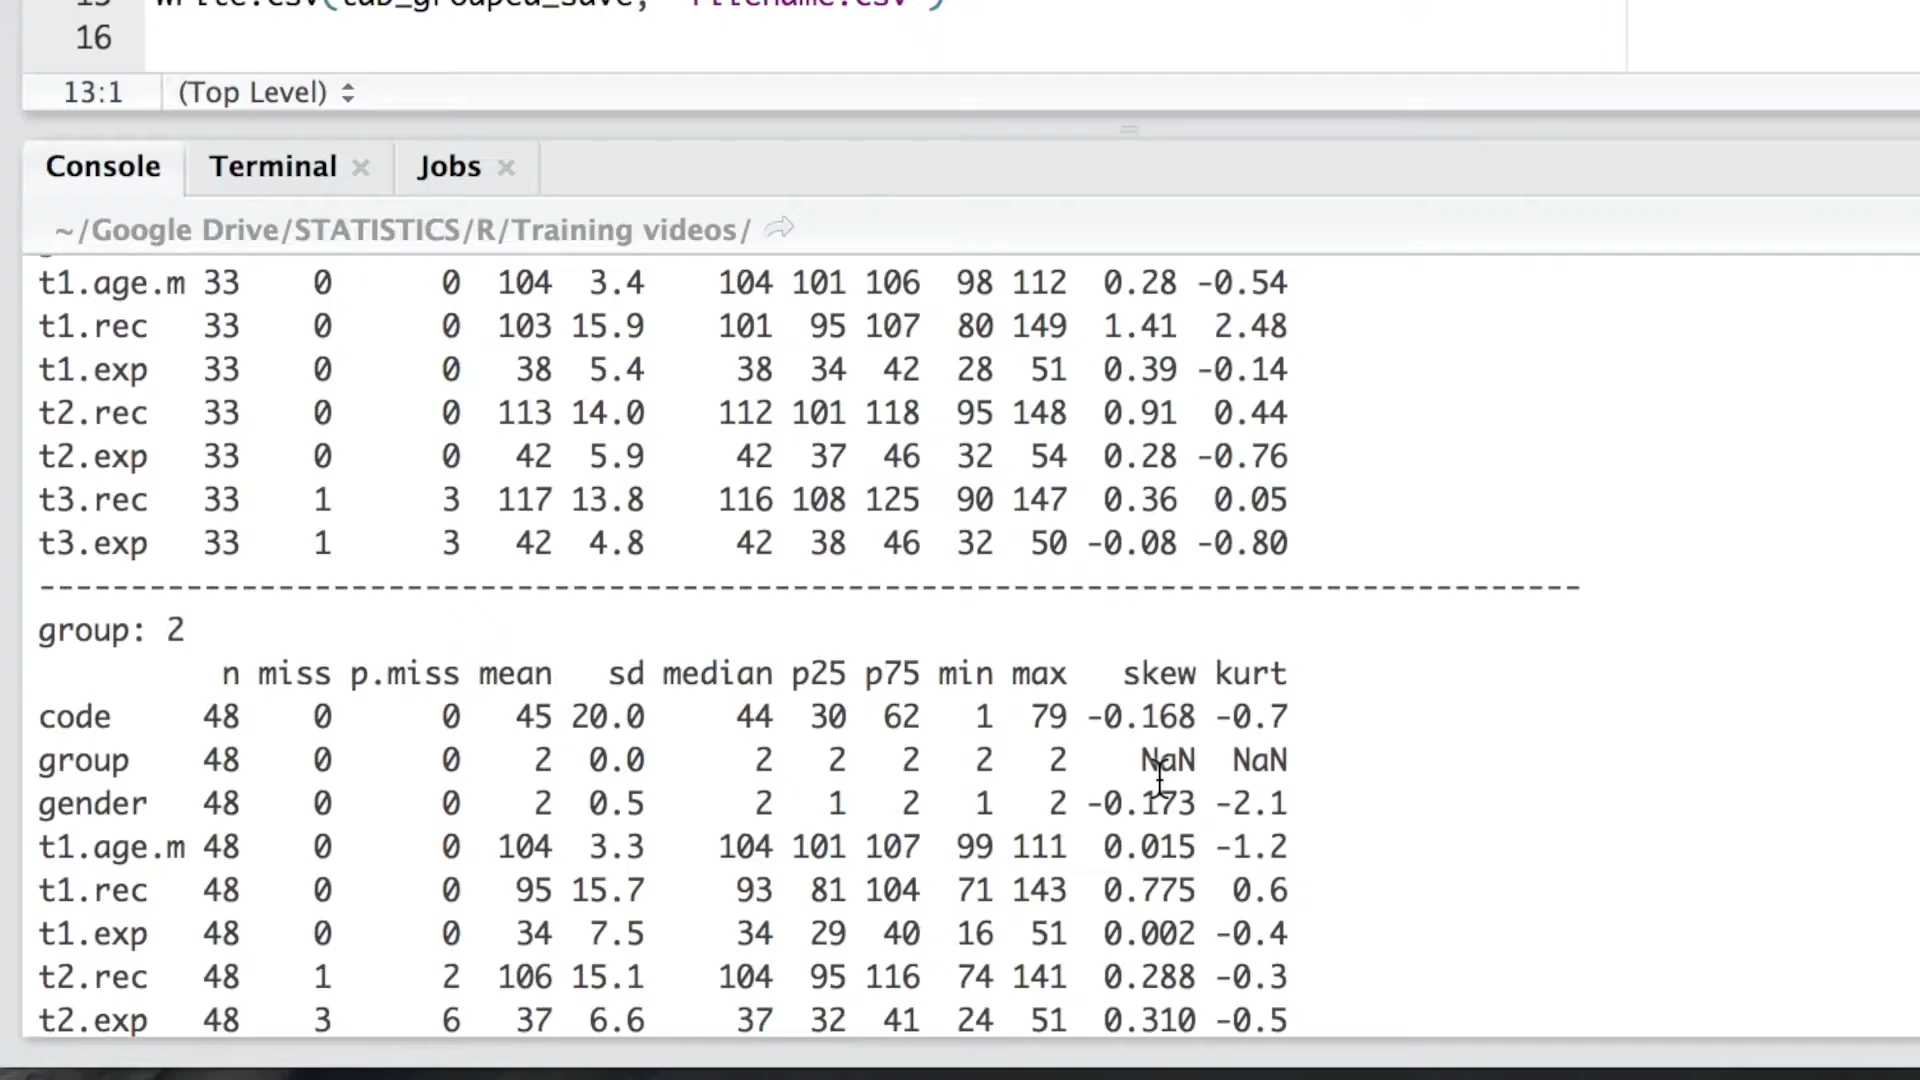 16
13:1 (Top Level)
Console Terminal × Jobs ×
~/Google Drive/STATISTICS/R/Training videos/
t1.age.m 33 0 0 104 3.4 104 101 106 98 112 0.28 -0.54
t1.rec 33 0 0 103 15.9 101 95 107 80 149 1.41 2.48
t1.exp 33 0 0 38 5.4 38 34 42 28 51 0.39 -0.14
t2.rec 33 0 0 113 14.0 112 101 118 95 148 0.91 0.44
t2.exp 33 0 0 42 5.9 42 37 46 32 54 0.28 -0.76
t3.rec 33 1 3 117 13.8 116 108 125 90 147 0.36 0.05
t3.exp 33 1 3 42 4.8 42 38 46 32 50 -0.08 -0.80
------------------------------------------------------------------------------------
group: 2
n miss p.miss mean sd median p25 p75 min max skew kurt
code 48 0 0 45 20.0 44 30 62 1 79 -0.168 -0.7
group 48 0 0 2 0.0 2 2 2 2 2 NaN NaN
gender 48 0 0 2 0.5 2 1 2 1 2 -0.173 -2.1
t1.age.m 48 0 0 104 3.3 104 101 107 99 111 0.015 -1.2
t1.rec 48 0 0 95 15.7 93 81 104 71 143 0.775 0.6
t1.exp 48 0 0 34 7.5 34 29 40 16 51 0.002 -0.4
t2.rec 48 1 2 106 15.1 104 95 116 74 141 0.288 -0.3
t2.exp 48 3 6 37 6.6 37 32 41 24 51 0.310 -0.5